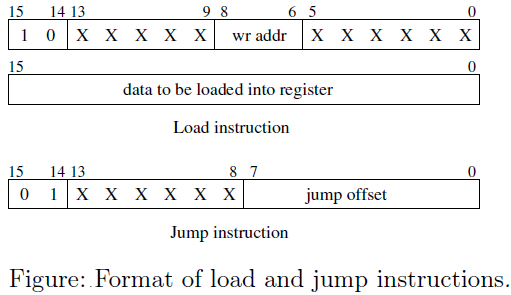 15 14 13 9 8 6 5 0
1 0 X X X X X wr addr X X X X X X
15 0
data to be loaded into register
Load instruction
15 14 13 8 7 0
0 1 X X X X X X jump offset
Jump instruction
Figure: Format of load and jump instructions.